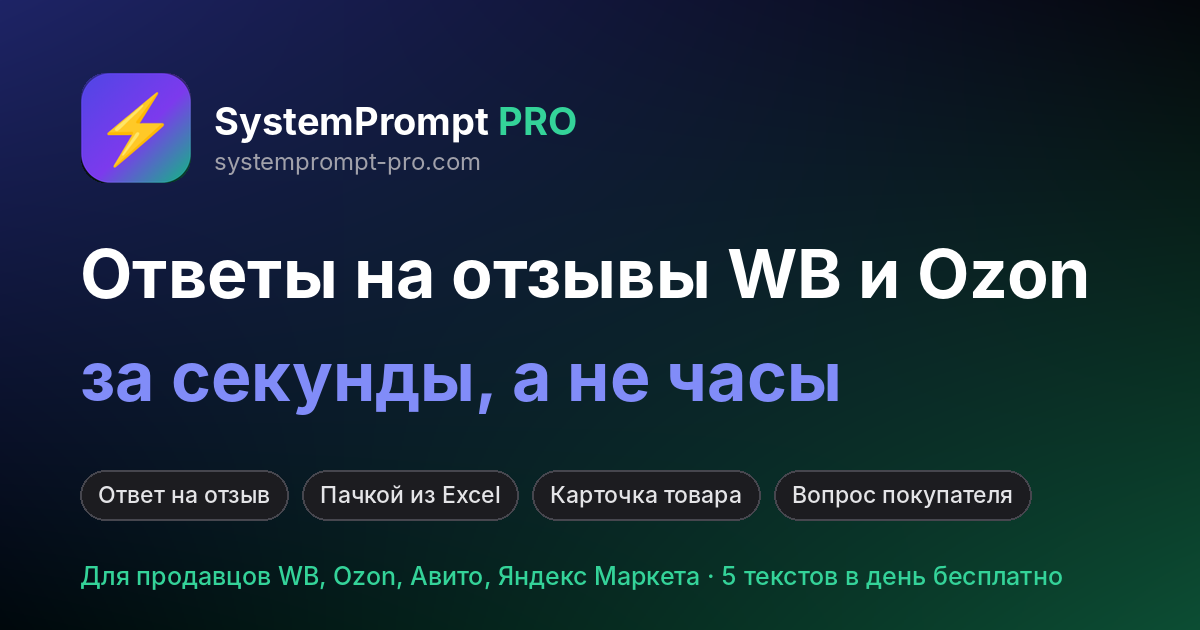 SystemPrompt PRO
systemprompt-pro.com
Ответы на отзывы WB и Ozon
за секунды, а не часы
Ответ на отзыв
Пачкой из Excel
Карточка товара
Вопрос покупателя
Для продавцов WB, Ozon, Авито, Яндекс Маркета · 5 текстов в день бесплатно